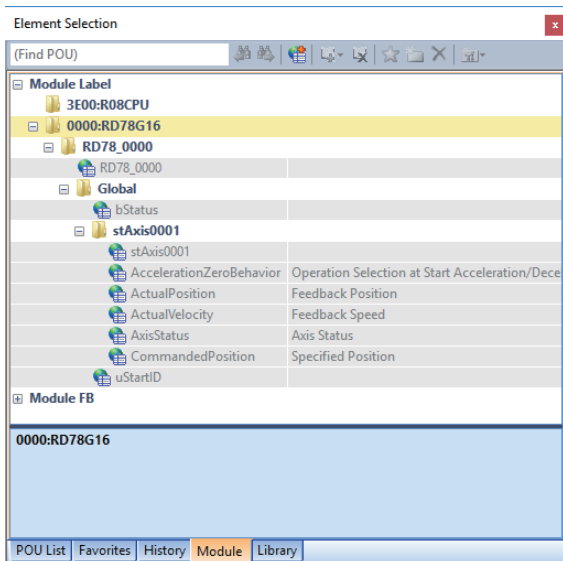 Element Selection
x
(Find POU)
Module Label
3E00:R08CPU
0000:RD78G16
RD78_0000
RD78_0000
Global
bStatus
stAxis0001
stAxis0001
AccelerationZeroBehavior Operation Selection at Start Acceleration/Dece
ActualPosition Feedback Position
ActualVelocity Feedback Speed
AxisStatus Axis Status
CommandedPosition Specified Position
uStartID
Module FB
0000:RD78G16
POU List Favorites History Module Library